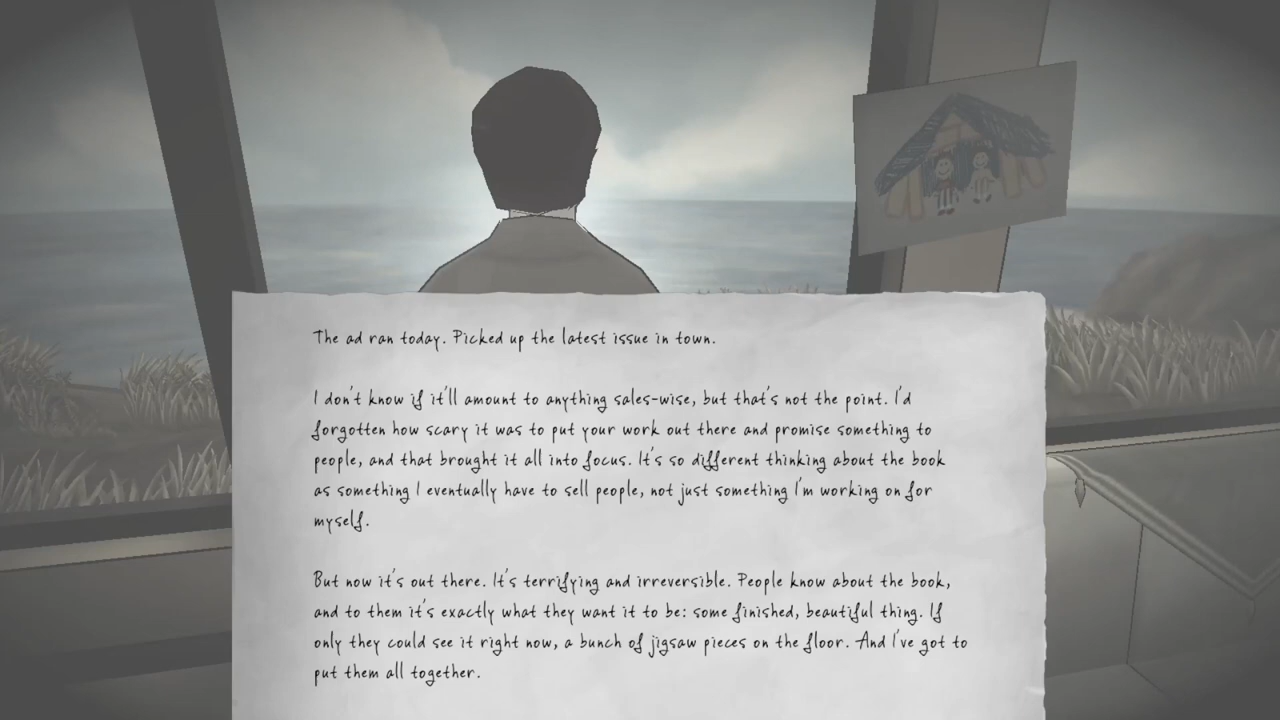 The ad ran today. Picked up the latest issue in town.
I don't know if it'll amount to anything sales-wise, but that's not the point. I'd
forgotten how scary it was to put your work out there and promise something to
people, and that brought it all into focus. It's so different thinking about the book
as something I eventually have to sell people, not just something I'm working on for
myself.
But now it's out there. It's terrifying and irreversible. People know about the book,
and to them it's exactly what they want it to be: some finished, beautiful thing. If
only they could see it right now, a bunch of jigsaw pieces on the floor. And I've got to
put them all together.